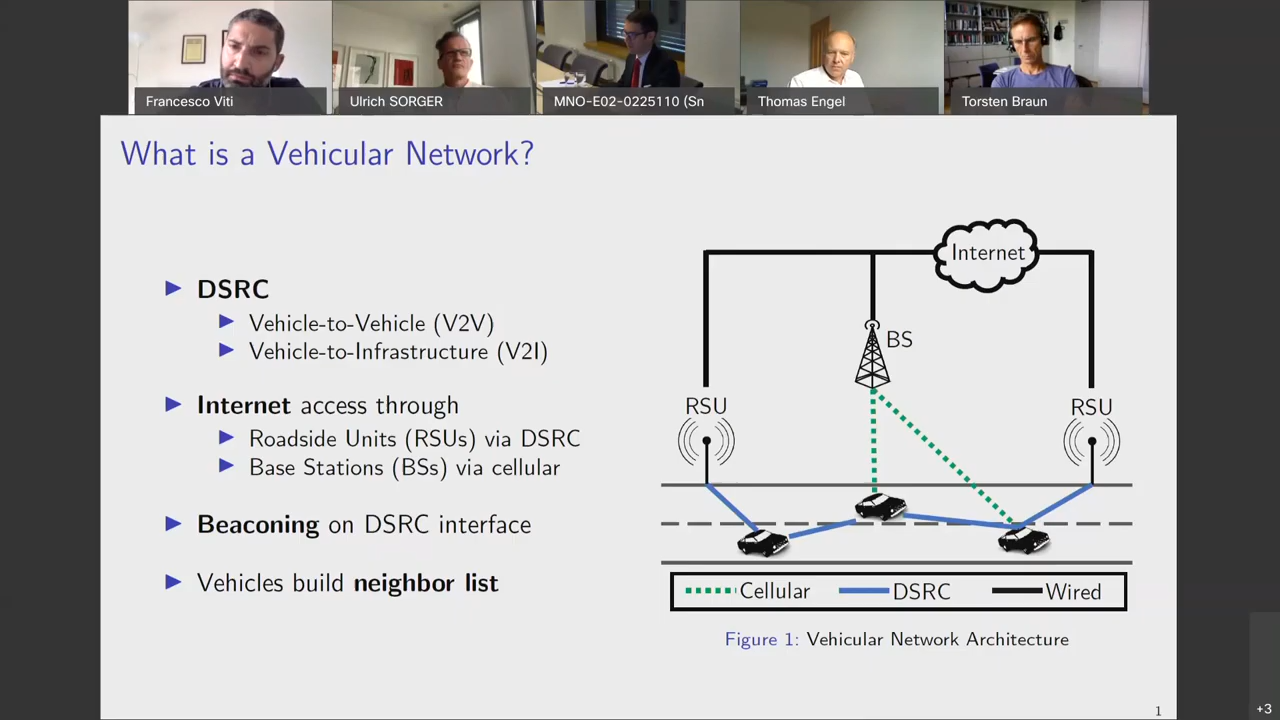 Francesco Viti
Ulrich SORGER
MNO-E02-0225110 (Sn
Thomas Engel
Torsten Braun
What is a Vehicular Network?
DSRC
Vehicle-to-Vehicle (V2V)
Vehicle-to-Infrastructure (V2I)
Internet access through
Roadside Units (RSUs) via DSRC
Base Stations (BSs) via cellular
Beaconing on DSRC interface
Vehicles build neighbor list
Internet
BS
RSU
RSU
Cellular
DSRC
Wired
Figure 1: Vehicular Network Architecture
1
+3